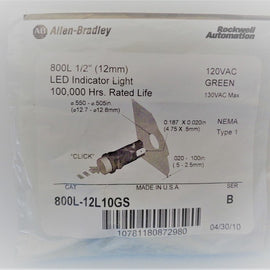 AB Allen-Bradley
Rockwell Automation
800L 1/2" (12mm)
LED Indicator Light
100,000 Hrs. Rated Life
120VAC
GREEN
130VAC Max
ø.550 - ø.505in
(ø12.7 - ø12.8mm)
0.187 X 0.020in
(4.75 X .5mm)
NEMA
Type 1
"CLICK"
.020 - .100in
(.5 - 2.5mm)
CAT
MADE IN U.S.A
SER
800L-12L10GS
B
10781180872980
04/30/10